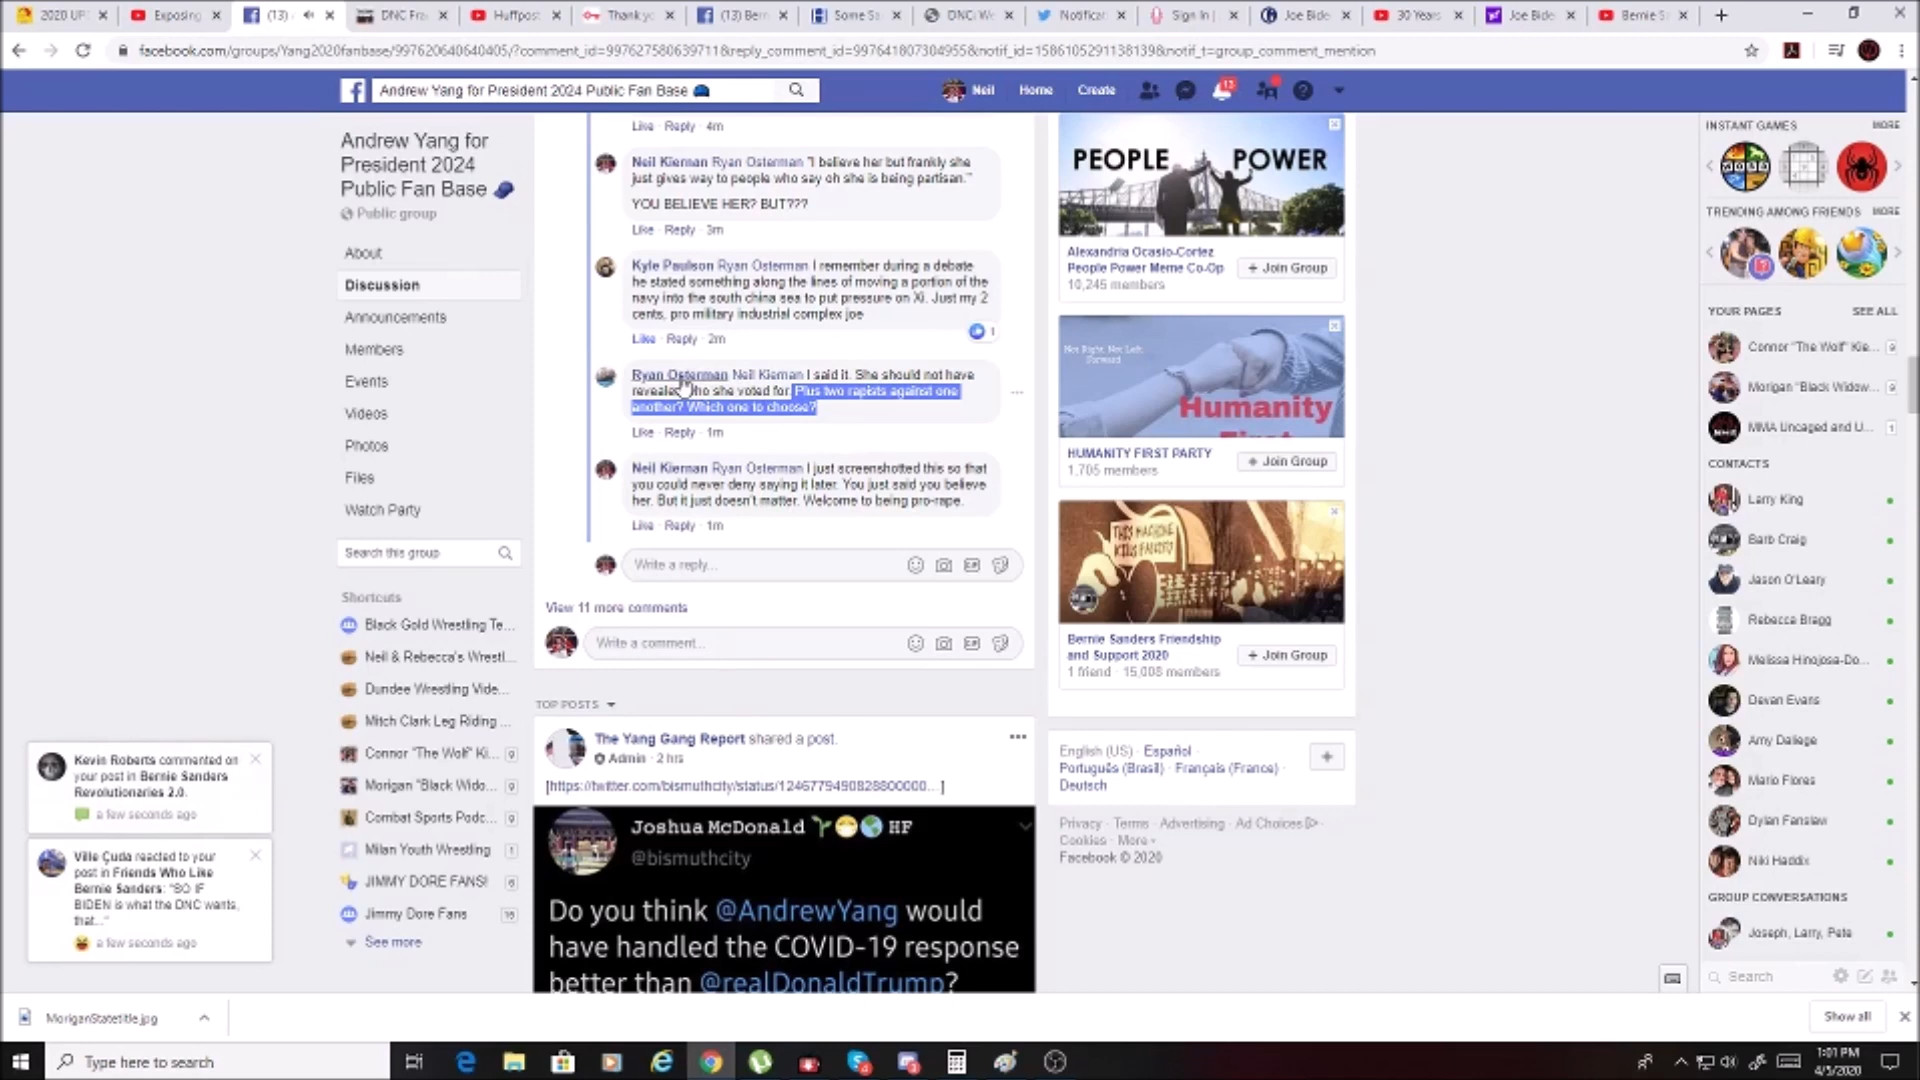 2020 UP
Exposing
(13)
DNC Fra
Huffpost
Thank yo
(13) Bern
Some Sa
DNC: We
Notificat
Sign In |
Joe Bide
30 Years
Joe Bide
Bernie S
Andrew Yang for President 2024 Public Fan Base
Neil
Home
Create
13
Andrew Yang for
President 2024
Public Fan Base
Public group
About
Discussion
Announcements
Members
Events
Videos
Photos
Files
Watch Party
Search this group
Shortcuts
Black Gold Wrestling Te...
Neil & Rebecca's Wrestl...
Dundee Wrestling Vide...
Mitch Clark Leg Riding ...
Connor "The Wolf" Ki... 9
Morigan "Black Wido... 9
Combat Sports Podc... 9
Milan Youth Wrestling 1
JIMMY DORE FANS! 6
Jimmy Dore Fans
See more
Like · Reply · 4m
Neil Kiernan Ryan Osterman "I believe her but frankly she
just gives way to people who say oh she is being partisan."
YOU BELIEVE HER? BUT???
Like · Reply · 3m
Kyle Paulson Ryan Osterman I remember during a debate
he stated something along the lines of moving a portion of the
navy into the south china sea to put pressure on Xi. Just my 2
cents, pro military industrial complex joe
1
Like · Reply · 2m
Ryan Osterman Neil Kiernan I said it. She should not have
who she voted for. Plus two rapists against one
another? Which one to choose?
Like · Reply · 1m
Neil Kiernan Ryan Osterman I just screenshotted this so that
you could never deny saying it later. You just said you believe
her. But it just doesn't matter. Welcome to being pro-rape.
Like · Reply · 1m
Write a reply...
View 11 more comments
Write a comment...
TOP POSTS
The Yang Gang Report shared a post.
Admin · 2 hrs
[https://twitter.com/bismuthcity/status/1246779490828800000...]
Joshua McDonald HF
@bismuthcity
Do you think @AndrewYang would
have handled the COVID-19 response
better than @realDonaldTrump?
PEOPLE POWER
Alexandria Ocasio-Cortez
People Power Meme Co-Op
10,245 members
+ Join Group
Not Right, Not Left,
Forward
Humanity
First
HUMANITY FIRST PARTY
1,705 members
+ Join Group
THIS MACHINE
KILLS FASCISTS
Bernie Sanders Friendship
and Support 2020
1 friend · 15,008 members
+ Join Group
English (US) · Español ·
Português (Brasil) · Français (France) ·
Deutsch
+
Privacy · Terms · Advertising · Ad Choices ·
Cookies · More
Facebook © 2020
INSTANT GAMES MORE
TRENDING AMONG FRIENDS MORE
YOUR PAGES SEE ALL
Connor "The Wolf" Kie... 9
Morigan "Black Widow... 9
MMA Uncaged and U... 1
CONTACTS
Larry King
Barb Craig
Jason O'Leary
Rebecca Bragg
Melissa Hinojosa-Do...
Devan Evans
Amy Dallege
Mario Flores
Dylan Fanslaw
Niki Haddix
GROUP CONVERSATIONS
Joseph, Larry, Pete
Search
Kevin Roberts commented on
your post in Bernie Sanders
Revolutionaries 2.0.
a few seconds ago
Ville Çuda reacted to your
post in Friends Who Like
Bernie Sanders: "SO IF
BIDEN is what the DNC wants,
that..."
a few seconds ago
MoriganStatetitle.jpg
Show all
Type here to search
1:01 PM
4/5/2020